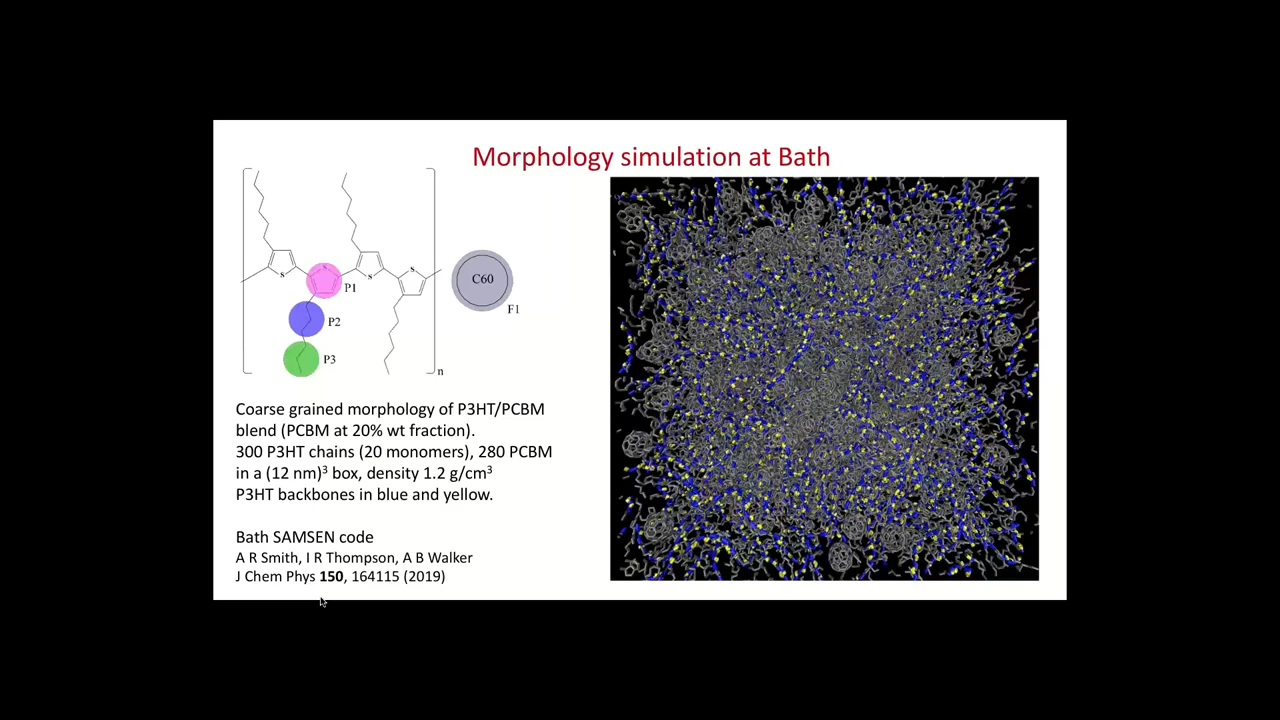 Morphology simulation at Bath
S
S
S
S
P1
P2
P3
n
C60
F1
Coarse grained morphology of P3HT/PCBM
blend (PCBM at 20% wt fraction).
300 P3HT chains (20 monomers), 280 PCBM
in a (12 nm)³ box, density 1.2 g/cm³
P3HT backbones in blue and yellow.
Bath SAMSEN code
A R Smith, I R Thompson, A B Walker
J Chem Phys 150, 164115 (2019)